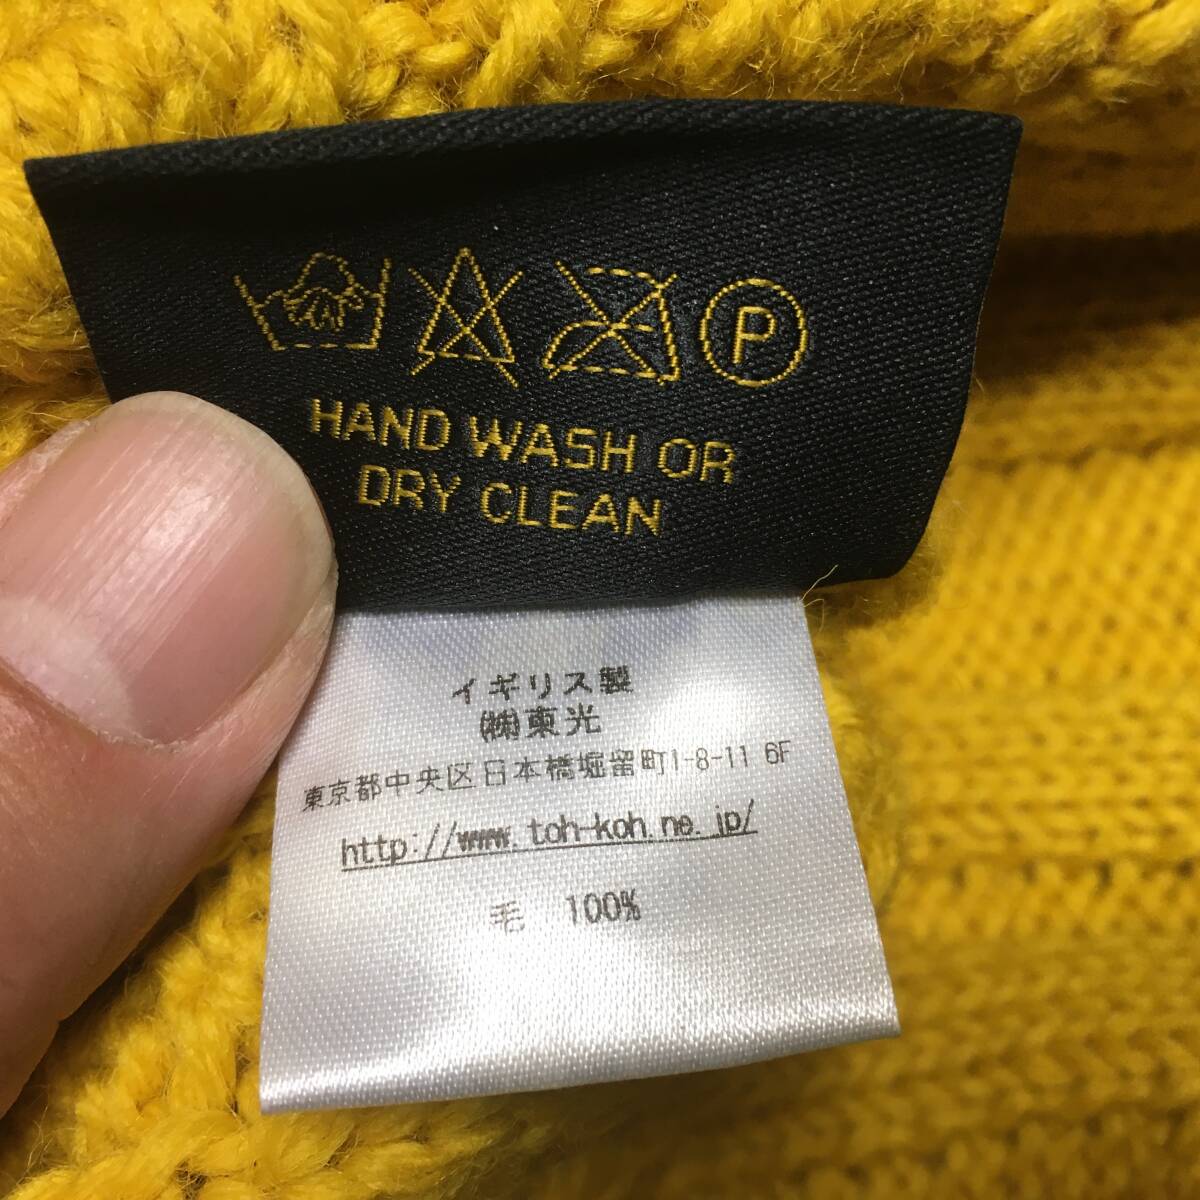 P
HAND WASH OR
DRY CLEAN
イギリス製
㈱東光
東京都中央区日本橋堀留町1-8-11 6F
http://www.toh-koh.ne.jp/
毛 100%